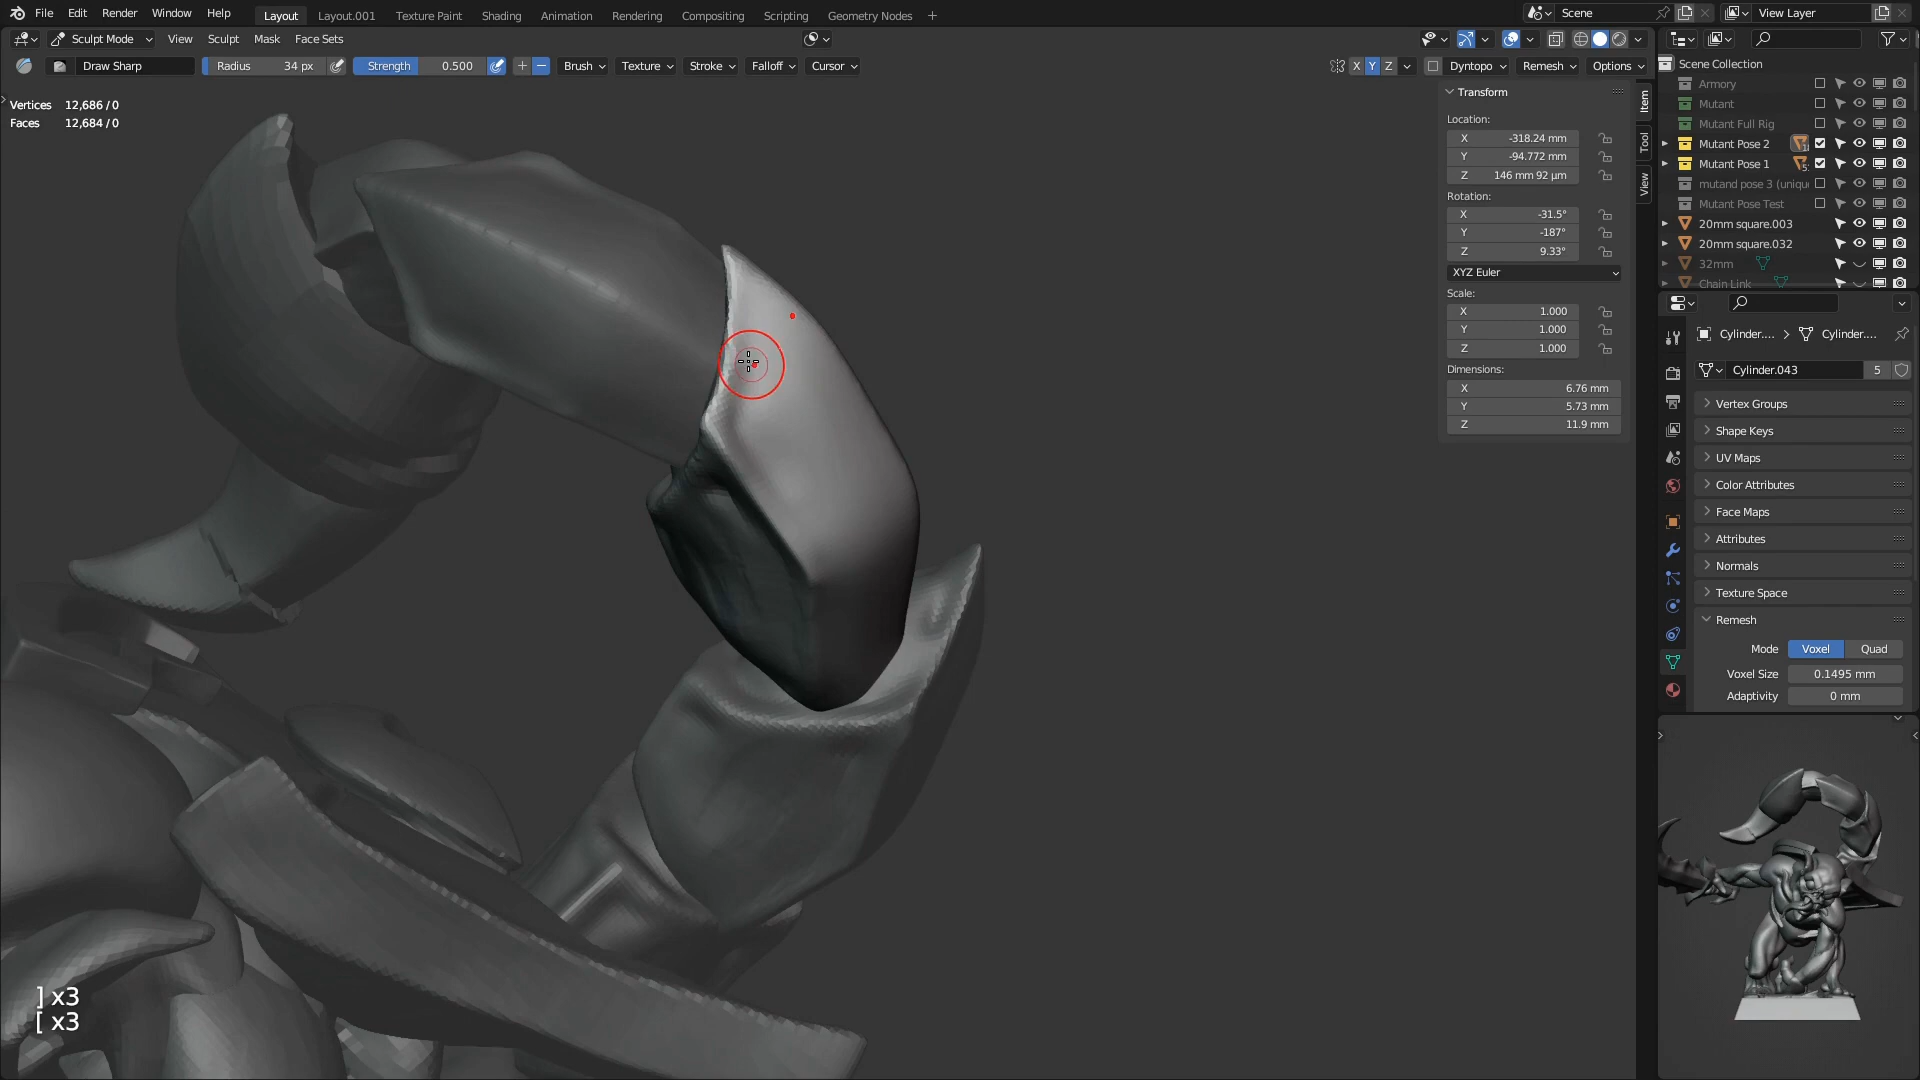 File Edit Render Window Help Layout Layout.001 Texture Paint Shading Animation Rendering Compositing Scripting Geometry Nodes + Scene View Layer
Sculpt Mode View Sculpt Mask Face Sets
Draw Sharp Radius 34 px Strength 0.500 + − Brush Texture Stroke Falloff Cursor X Y Z Dyntopo Remesh Options
Vertices 12,686 / 0
Faces 12,684 / 0
] x3
[ x3
Transform
Location:
X -318.24 mm
Y -94.772 mm
Z 146 mm 92 µm
Rotation:
X -31.5°
Y -187°
Z 9.33°
XYZ Euler
Scale:
X 1.000
Y 1.000
Z 1.000
Dimensions:
X 6.76 mm
Y 5.73 mm
Z 11.9 mm
Item
Tool
View
Scene Collection
Armory
Mutant
Mutant Full Rig
Mutant Pose 2
Mutant Pose 1
mutand pose 3 (uniqu
Mutant Pose Test
20mm square.003
20mm square.032
32mm
Chain Link
Cylinder.... > Cylinder....
Cylinder.043 5
Vertex Groups
Shape Keys
UV Maps
Color Attributes
Face Maps
Attributes
Normals
Texture Space
Remesh
Mode Voxel Quad
Voxel Size 0.1495 mm
Adaptivity 0 mm